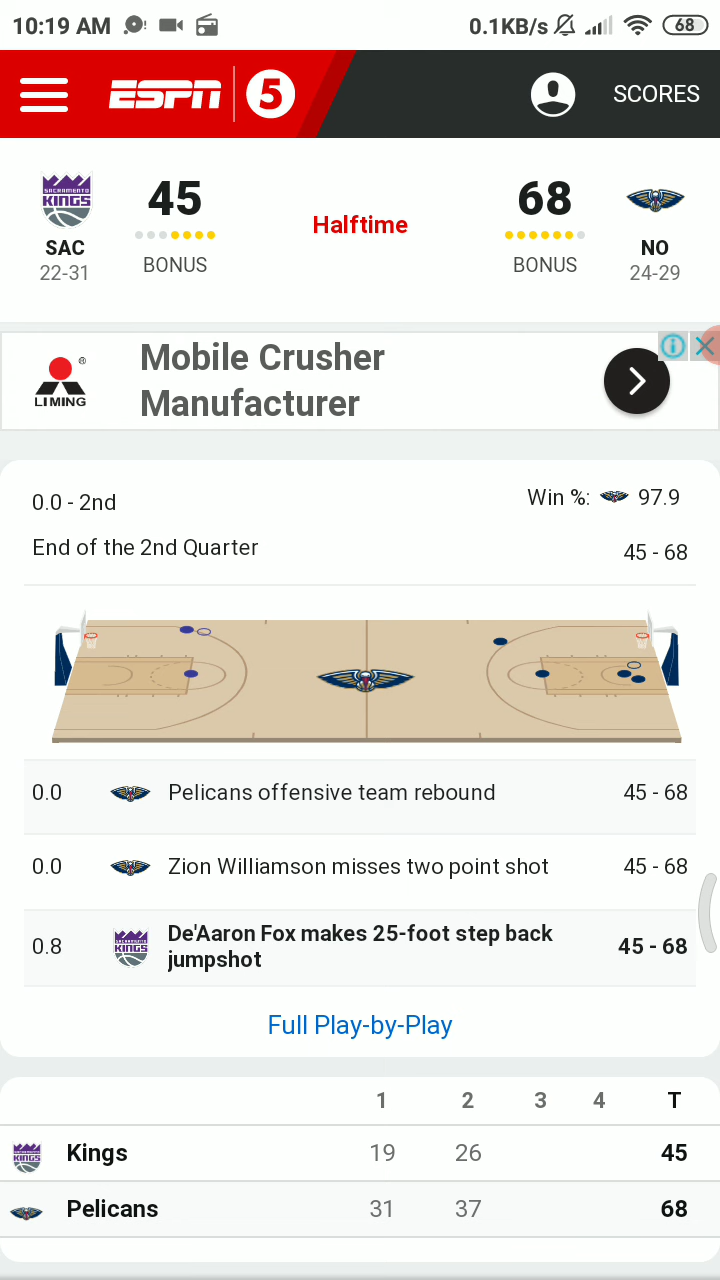 10:19 AM
0.1KB/s
68
ESPN 5
SCORES
SACRAMENTO
KINGS
SAC
22-31
45
BONUS
Halftime
68
BONUS
NO
24-29
LIMING
®
Mobile Crusher
Manufacturer
0.0 - 2nd
Win %: 97.9
End of the 2nd Quarter
45 - 68
0.0 Pelicans offensive team rebound 45 - 68
0.0 Zion Williamson misses two point shot 45 - 68
SACRAMENTO
KINGS
0.8 De'Aaron Fox makes 25-foot step back
jumpshot 45 - 68
Full Play-by-Play
1 2 3 4 T
KINGS
Kings 19 26 45
Pelicans 31 37 68